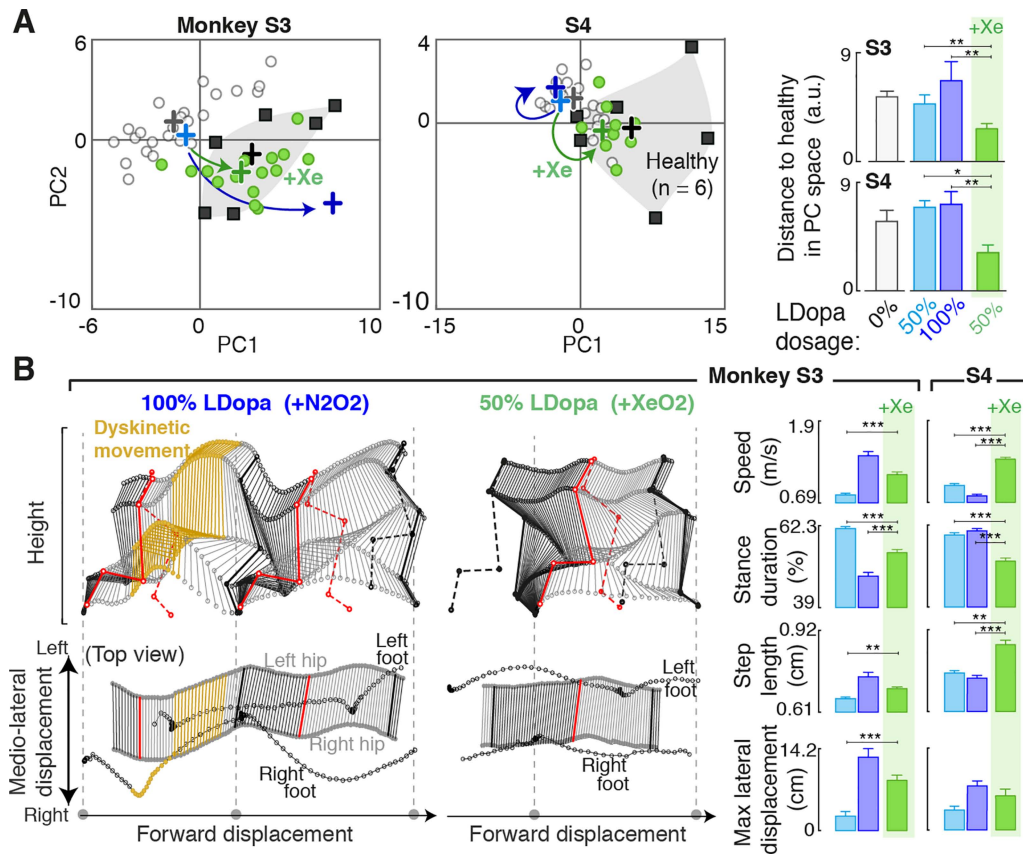 A
Monkey S3
S4
+Xe
6
PC2
0
-10
-6
0
10
PC1
+Xe
4
0
-10
-15
0
15
PC1
+Xe
Healthy
(n = 6)
Distance to healthy
in PC space (a.u.)
9
S3
**
**
0
9
S4
*
**
0
LDopa
dosage:
0%
50%
100%
50%
B
100% LDopa (+N2O2)
50% LDopa (+XeO2)
Monkey S3
S4
Dyskinetic
movement
Height
+Xe
+Xe
Speed
(m/s)
1.9
0.69
***
***
***
Stance
duration
(%)
62.3
39
***
***
***
***
Step
length
(cm)
0.92
0.61
**
**
***
Max lateral
displacement
(cm)
14.2
0
***
Left
Medio-lateral
displacement
Right
(Top view)
Left hip
Left
foot
Right hip
Right
foot
Left
foot
Right
foot
Forward displacement
Forward displacement